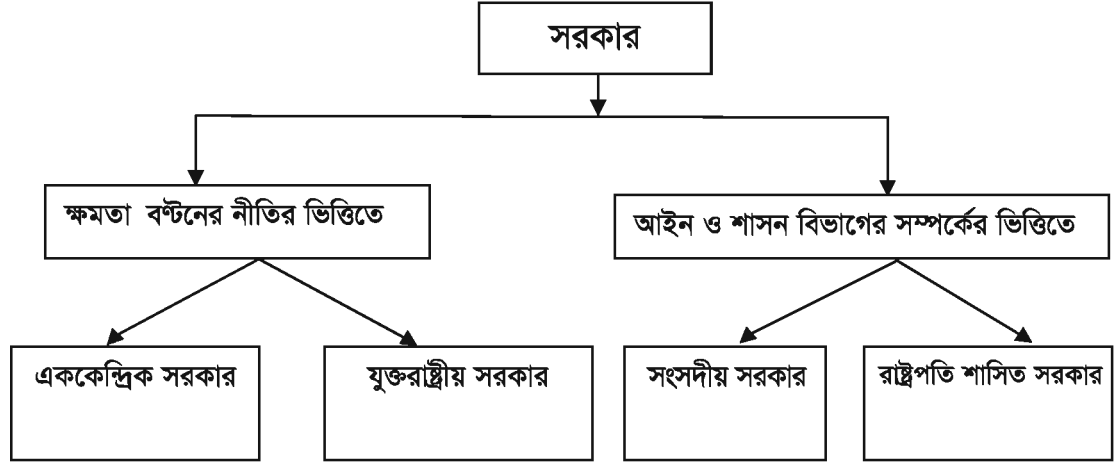 সরকার
ক্ষমতা বণ্টনের নীতির ভিত্তিতে
আইন ও শাসন বিভাগের সম্পর্কের ভিত্তিতে
এককেন্দ্রিক সরকার
যুক্তরাষ্ট্রীয় সরকার
সংসদীয় সরকার
রাষ্ট্রপতি শাসিত সরকার